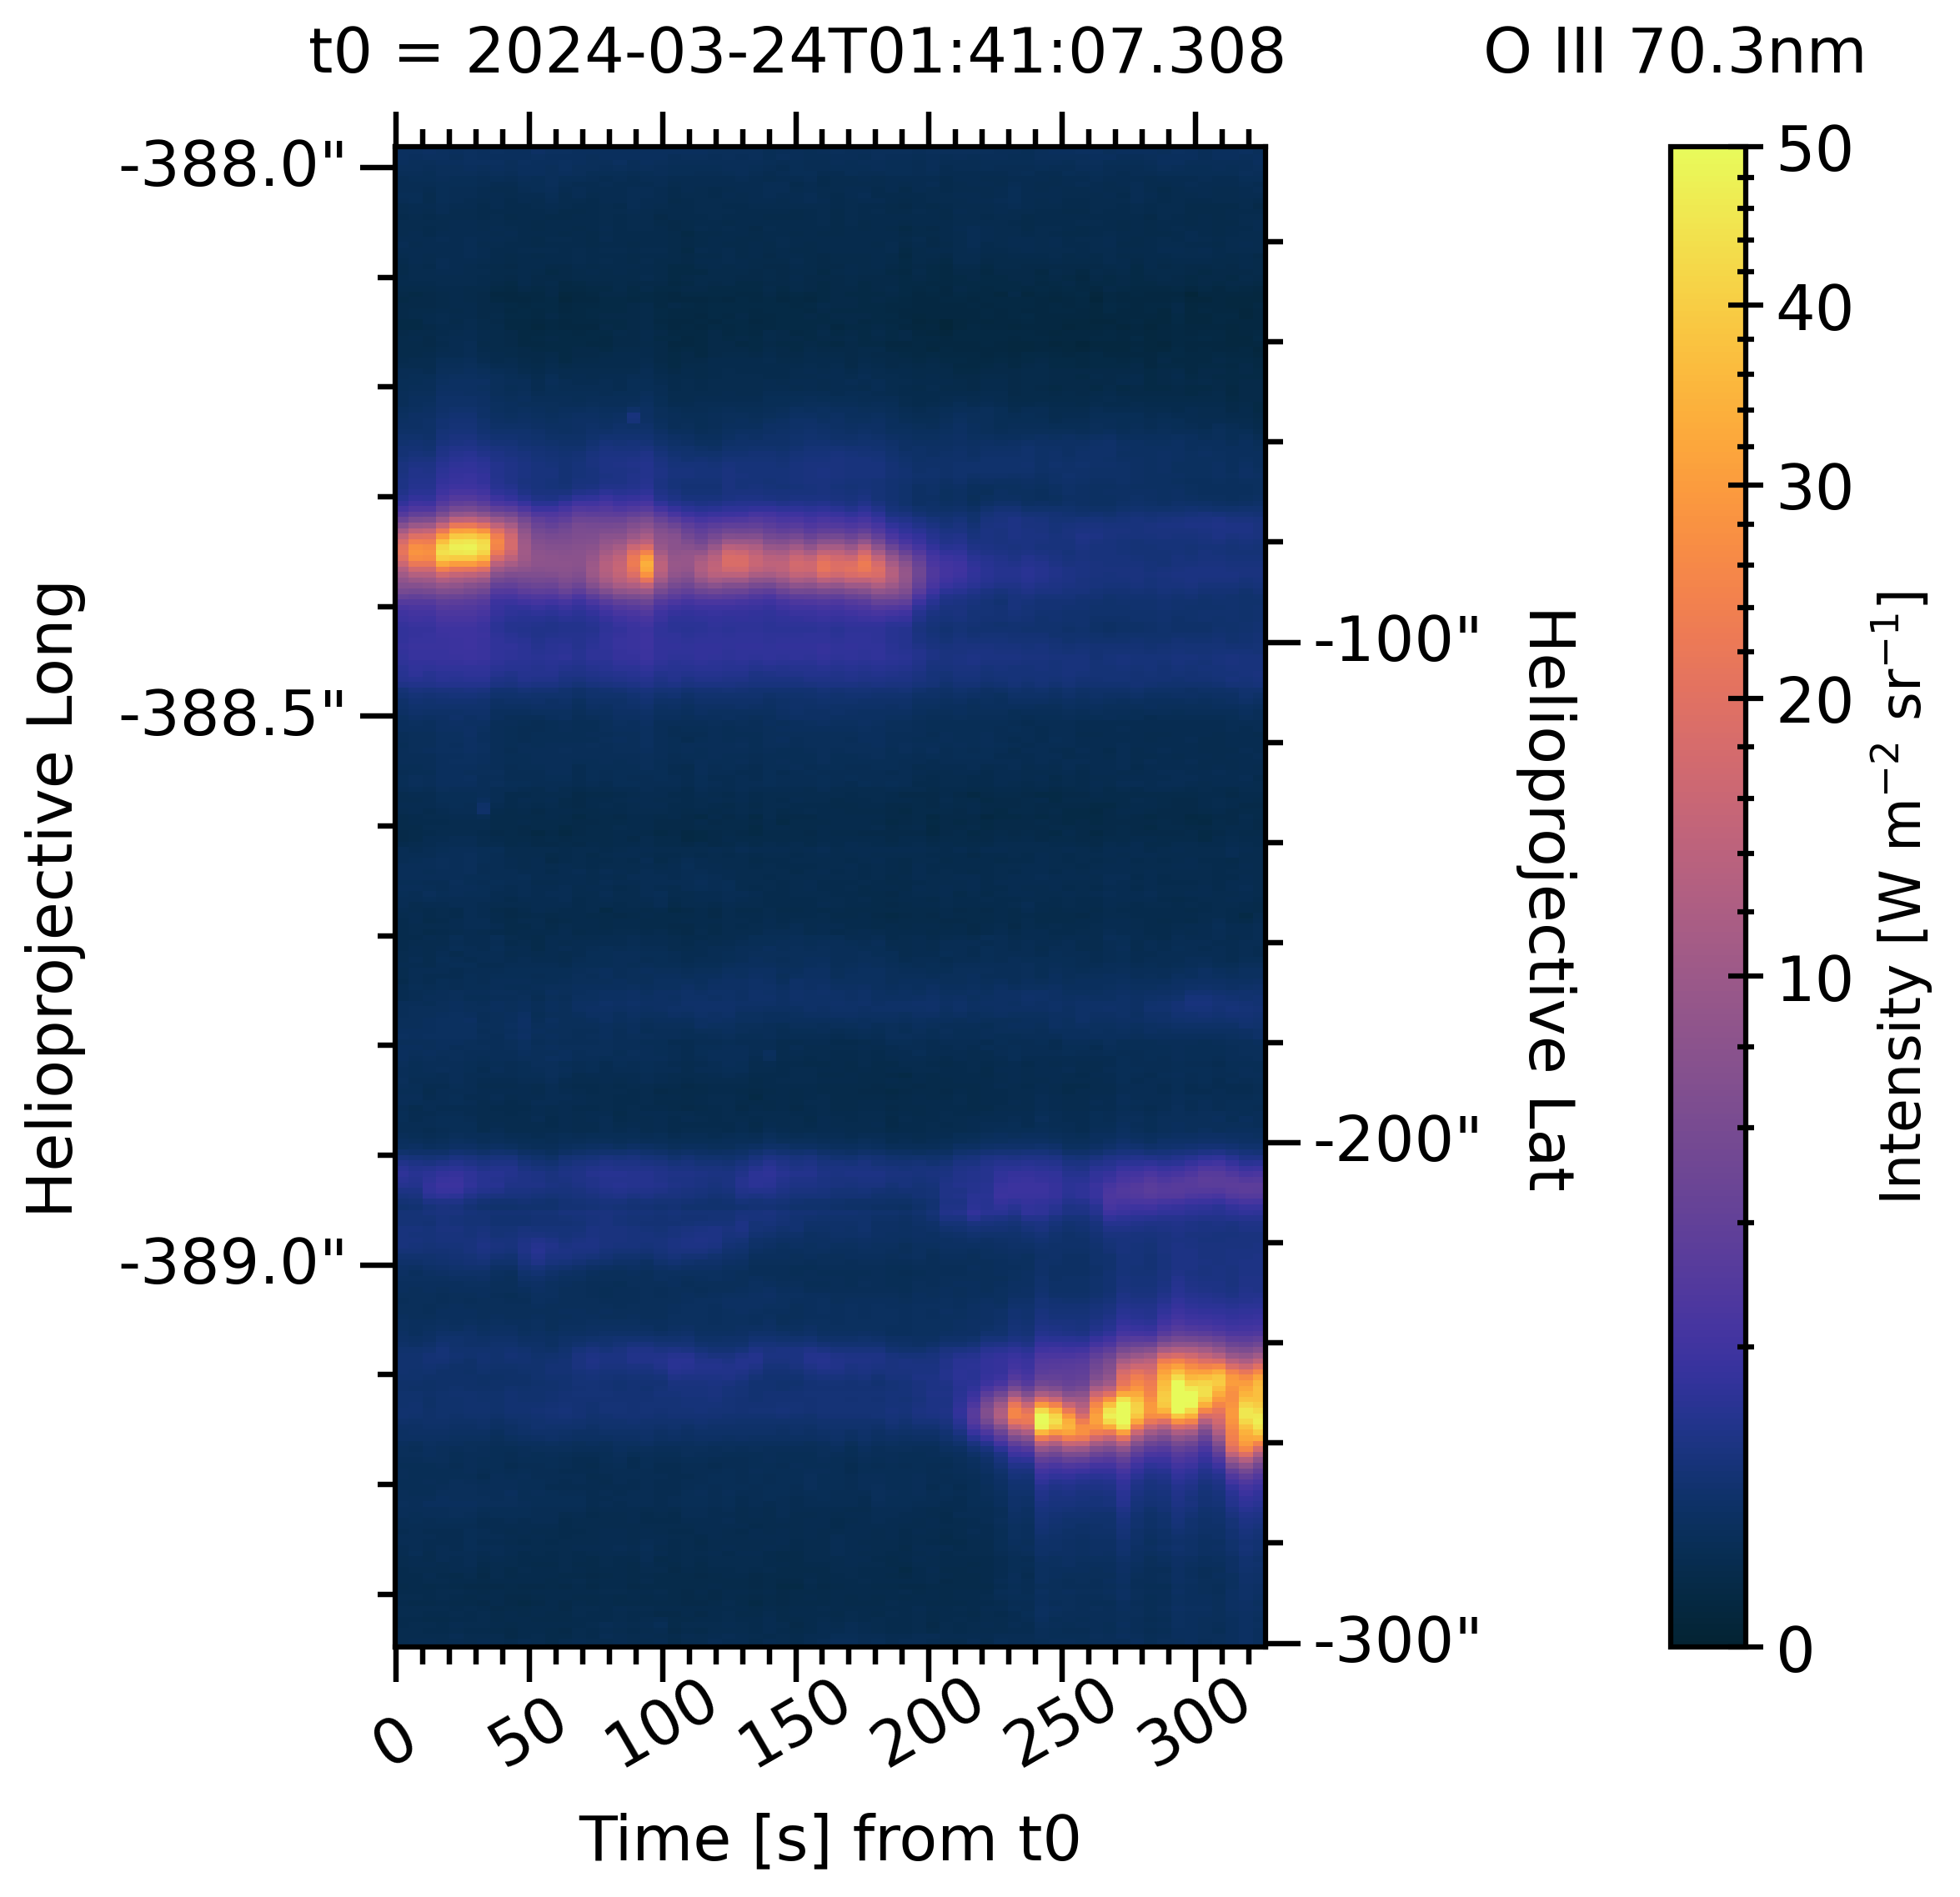 t0 = 2024-03-24T01:41:07.308
O III 70.3nm
-388.0"
-388.5"
-389.0"
Helioprojective Long
-100"
-200"
-300"
Helioprojective Lat
50
40
30
20
10
0
Intensity [W m⁻² sr⁻¹]
0 50 100 150 200 250 300
Time [s] from t0